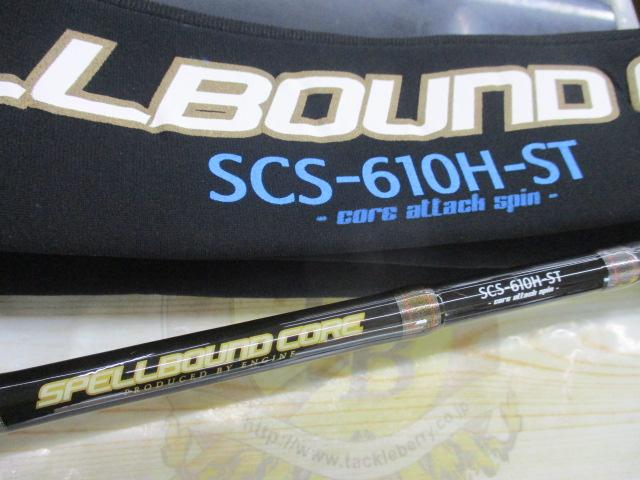 LLBOUND
SCS-610H-ST
- core attack spin -
SCS-610H-ST
- core attack spin -
SPELLBOUND CORE
PRODUCED BY ENGINE
B
http://www.tackleberry.co.jp